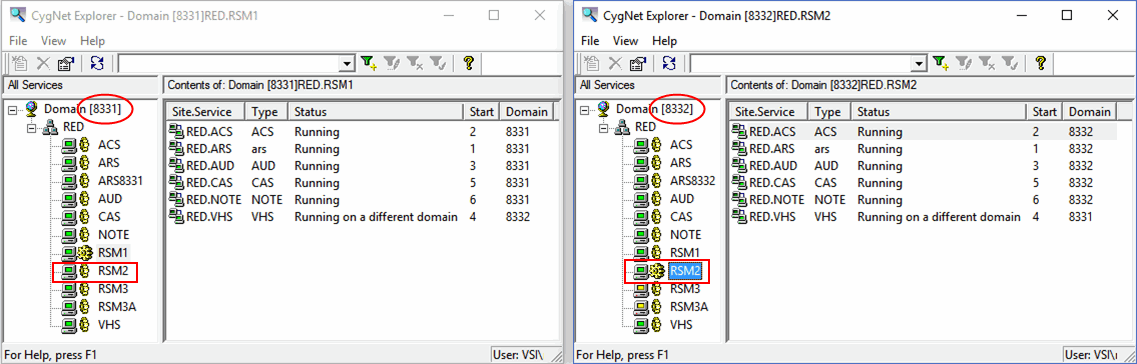 CygNet Explorer - Domain [8331]RED.RSM1
File View Help
All Services
Contents of: Domain [8331]RED.RSM1
Domain [8331]
RED
ACS
ARS
ARS8331
AUD
CAS
NOTE
RSM1
RSM2
RSM3
RSM3A
VHS
Site.Service Type Status Start Domain
RED.ACS ACS Running 2 8331
RED.ARS ars Running 1 8331
RED.AUD AUD Running 3 8331
RED.CAS CAS Running 5 8331
RED.NOTE NOTE Running 6 8331
RED.VHS VHS Running on a different domain 4 8332
For Help, press F1
User: VSI\
CygNet Explorer - Domain [8332]RED.RSM2
File View Help
All Services
Contents of: Domain [8332]RED.RSM2
Domain [8332]
RED
ACS
ARS
ARS8332
AUD
CAS
NOTE
RSM1
RSM2
RSM3
RSM3A
VHS
Site.Service Type Status Start Domain
RED.ACS ACS Running 2 8332
RED.ARS ars Running 1 8332
RED.AUD AUD Running 3 8332
RED.CAS CAS Running 5 8332
RED.NOTE NOTE Running 6 8332
RED.VHS VHS Running on a different domain 4 8331
For Help, press F1
User: VSI\